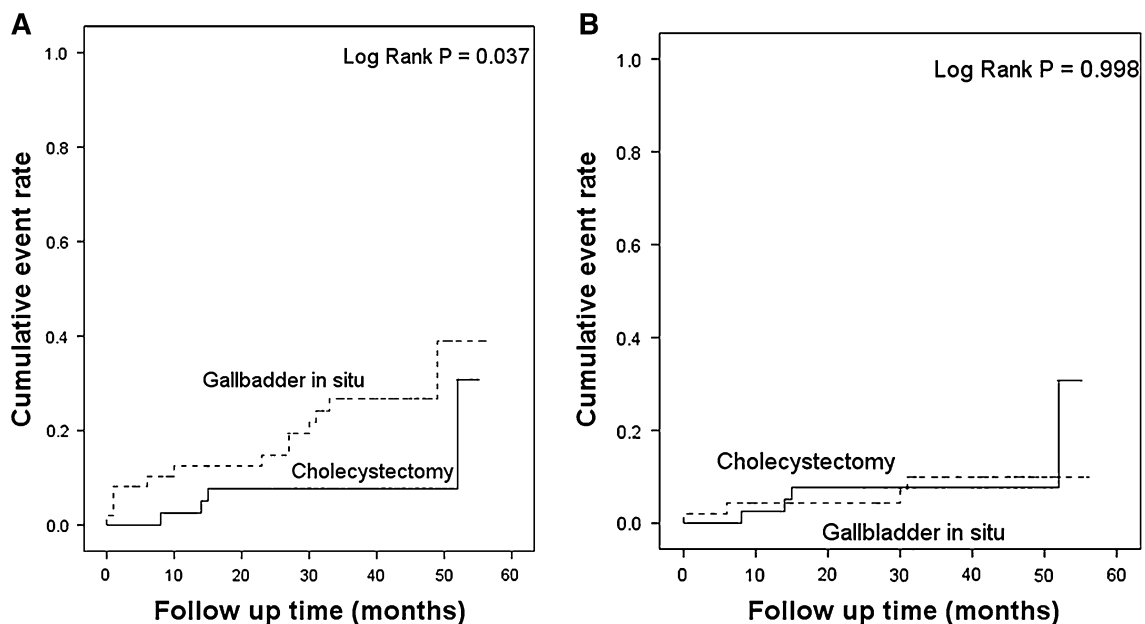 A
Log Rank P = 0.037
Cumulative event rate
1.0
0.8
0.6
0.4
0.2
0.0
Gallbadder in situ
Cholecystectomy
0 10 20 30 40 50 60
Follow up time (months)
B
Log Rank P = 0.998
Cumulative event rate
1.0
0.8
0.6
0.4
0.2
0.0
Cholecystectomy
Gallbladder in situ
0 10 20 30 40 50 60
Follow up time (months)